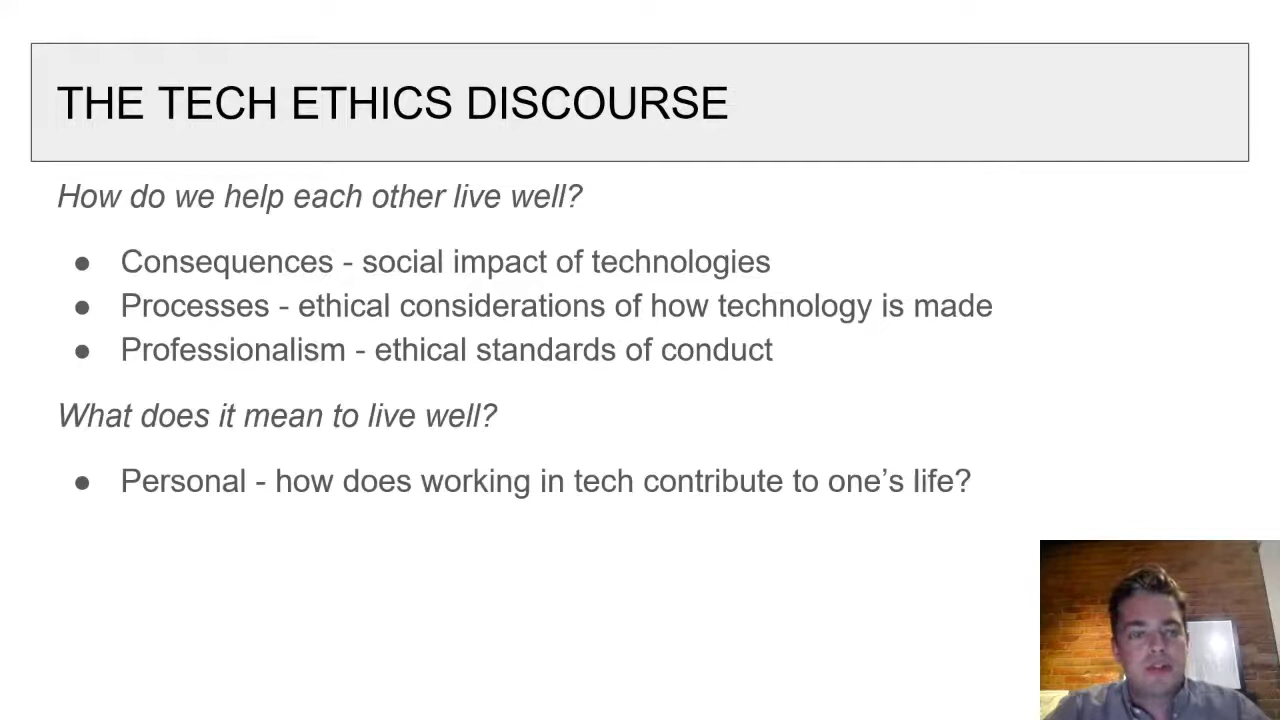 THE TECH ETHICS DISCOURSE
How do we help each other live well?
● Consequences - social impact of technologies
● Processes - ethical considerations of how technology is made
● Professionalism - ethical standards of conduct
What does it mean to live well?
● Personal - how does working in tech contribute to one’s life?